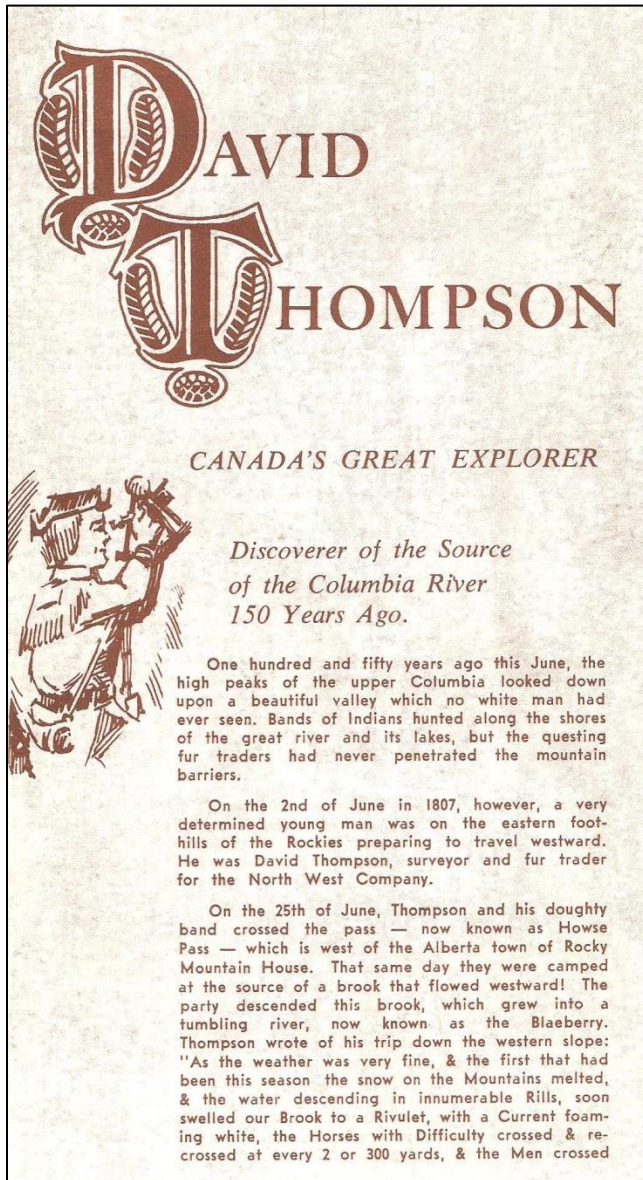 DAVID
THOMPSON
CANADA'S GREAT EXPLORER
Discoverer of the Source
of the Columbia River
150 Years Ago.
One hundred and fifty years ago this June, the
high peaks of the upper Columbia looked down
upon a beautiful valley which no white man had
ever seen. Bands of Indians hunted along the shores
of the great river and its lakes, but the questing
fur traders had never penetrated the mountain
barriers.
On the 2nd of June in 1807, however, a very
determined young man was on the eastern foot-
hills of the Rockies preparing to travel westward.
He was David Thompson, surveyor and fur trader
for the North West Company.
On the 25th of June, Thompson and his doughty
band crossed the pass — now known as Howse
Pass — which is west of the Alberta town of Rocky
Mountain House. That same day they were camped
at the source of a brook that flowed westward! The
party descended this brook, which grew into a
tumbling river, now known as the Blaeberry.
Thompson wrote of his trip down the western slope:
"As the weather was very fine, & the first that had
been this season the snow on the Mountains melted,
& the water descending in innumerable Rills, soon
swelled our Brook to a Rivulet, with a Current foam-
ing white, the Horses with Difficulty crossed & re-
crossed at every 2 or 300 yards, & the Men crossed